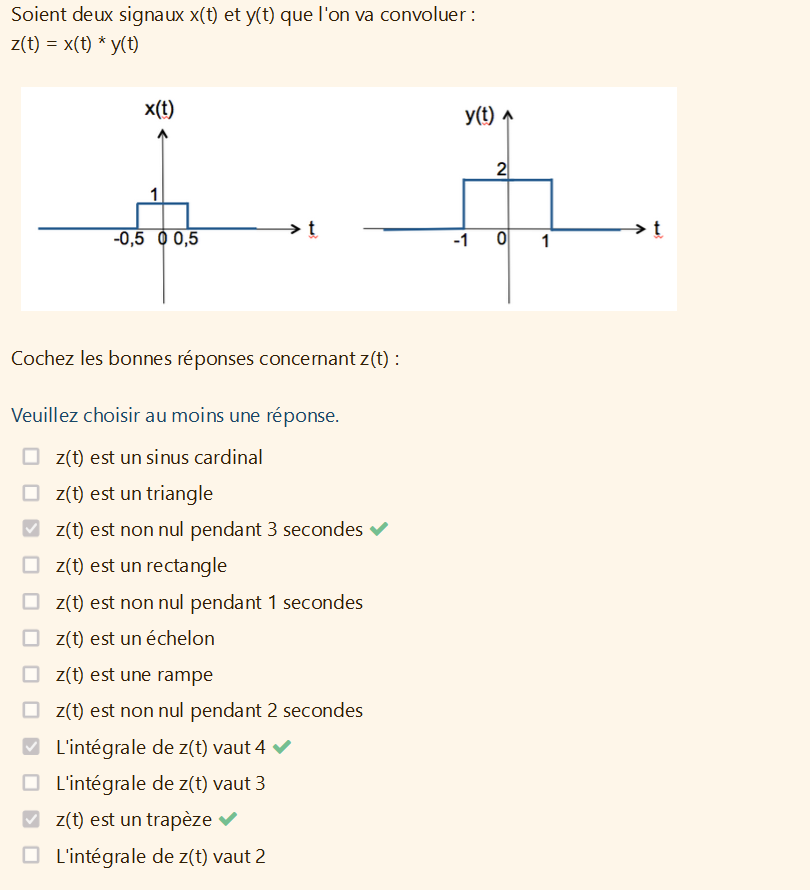 Soient deux signaux x(t) et y(t) que l'on va convoluer :
z(t) = x(t) * y(t)
x(t)
1
-0,5 0 0,5
t
y(t)
2
-1 0 1
t
Cochez les bonnes réponses concernant z(t) :
Veuillez choisir au moins une réponse.
z(t) est un sinus cardinal
z(t) est un triangle
z(t) est non nul pendant 3 secondes
z(t) est un rectangle
z(t) est non nul pendant 1 secondes
z(t) est un échelon
z(t) est une rampe
z(t) est non nul pendant 2 secondes
L'intégrale de z(t) vaut 4
L'intégrale de z(t) vaut 3
z(t) est un trapèze
L'intégrale de z(t) vaut 2